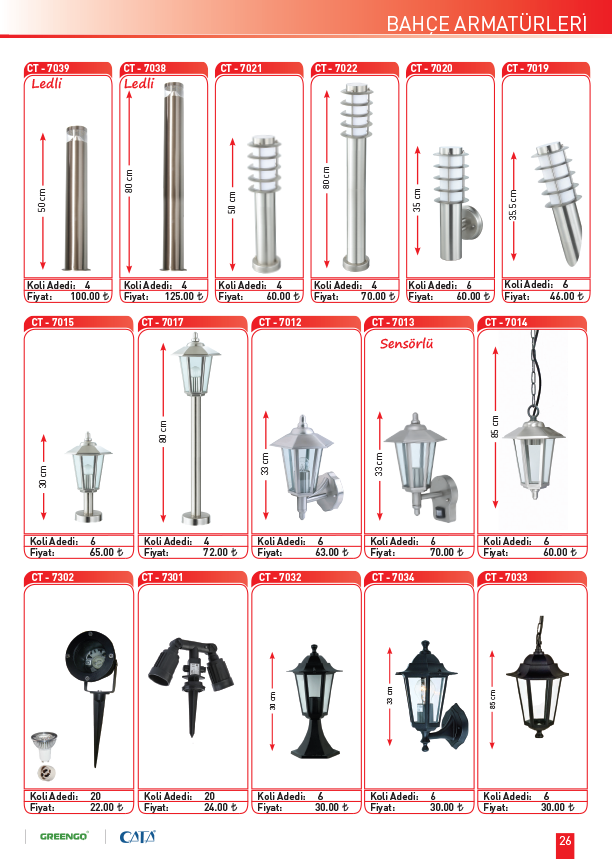 BAHÇE ARMATÜRLERİ
CT - 7039
Ledli
50 cm
Koli Adedi: 4
Fiyat: 100.00 ₺
CT - 7038
Ledli
80 cm
Koli Adedi: 4
Fiyat: 125.00 ₺
CT - 7021
50 cm
Koli Adedi: 4
Fiyat: 60.00 ₺
CT - 7022
80 cm
Koli Adedi: 4
Fiyat: 70.00 ₺
CT - 7020
35 cm
Koli Adedi: 6
Fiyat: 60.00 ₺
CT - 7019
35.5 cm
Koli Adedi: 6
Fiyat: 46.00 ₺
CT - 7015
30 cm
Koli Adedi: 6
Fiyat: 65.00 ₺
CT - 7017
80 cm
Koli Adedi: 4
Fiyat: 72.00 ₺
CT - 7012
33 cm
Koli Adedi: 6
Fiyat: 63.00 ₺
CT - 7013
Sensörlü
33 cm
Koli Adedi: 6
Fiyat: 70.00 ₺
CT - 7014
85 cm
Koli Adedi: 6
Fiyat: 60.00 ₺
CT - 7302
Koli Adedi: 20
Fiyat: 22.00 ₺
CT - 7301
Koli Adedi: 20
Fiyat: 24.00 ₺
CT - 7032
30 cm
Koli Adedi: 6
Fiyat: 30.00 ₺
CT - 7034
33 cm
Koli Adedi: 6
Fiyat: 30.00 ₺
CT - 7033
85 cm
Koli Adedi: 6
Fiyat: 30.00 ₺
GREENGO
CATA
26